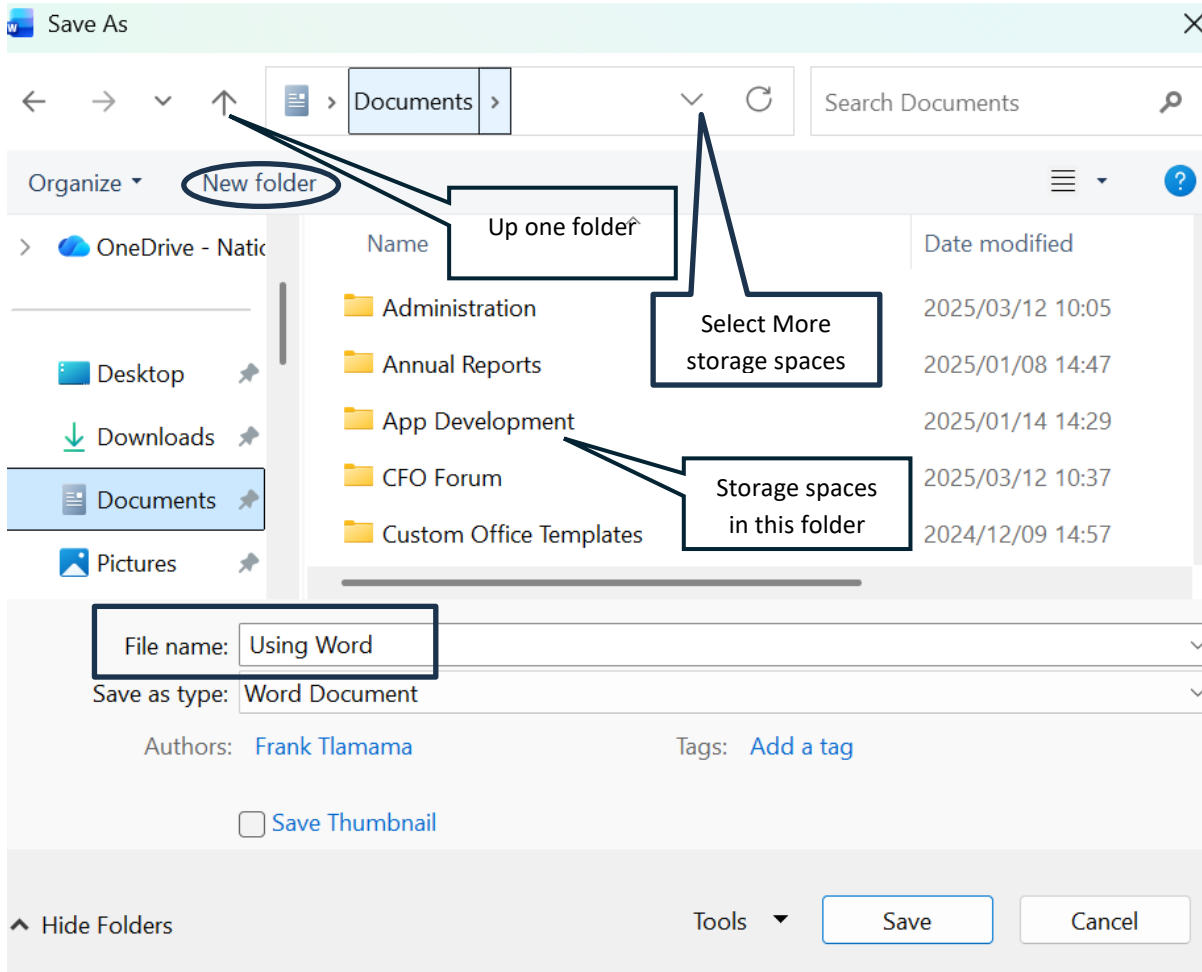 Save As
Documents
Search Documents
Organize
New folder
Up one folder
OneDrive - Natio
Name
Date modified
Administration
2025/03/12 10:05
Select More
storage spaces
Annual Reports
2025/01/08 14:47
Desktop
App Development
2025/01/14 14:29
Downloads
CFO Forum
2025/03/12 10:37
Storage spaces
in this folder
Documents
Custom Office Templates
2024/12/09 14:57
Pictures
File name: Using Word
Save as type: Word Document
Authors: Frank Tlamama
Tags: Add a tag
Save Thumbnail
Hide Folders
Tools
Save
Cancel